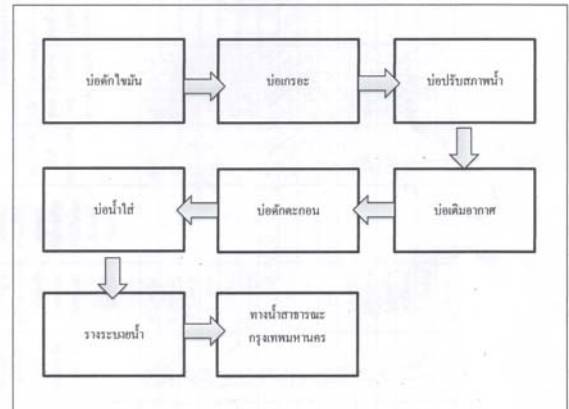 บ่อดักไขมัน
บ่อเกรอะ
บ่อปรับสภาพน้ำ
บ่อเติมอากาศ
บ่อดักตะกอน
บ่อน้ำใส่
รางระบายน้ำ
ทางน้ำสาธารณะ
กรุงเทพมหานคร